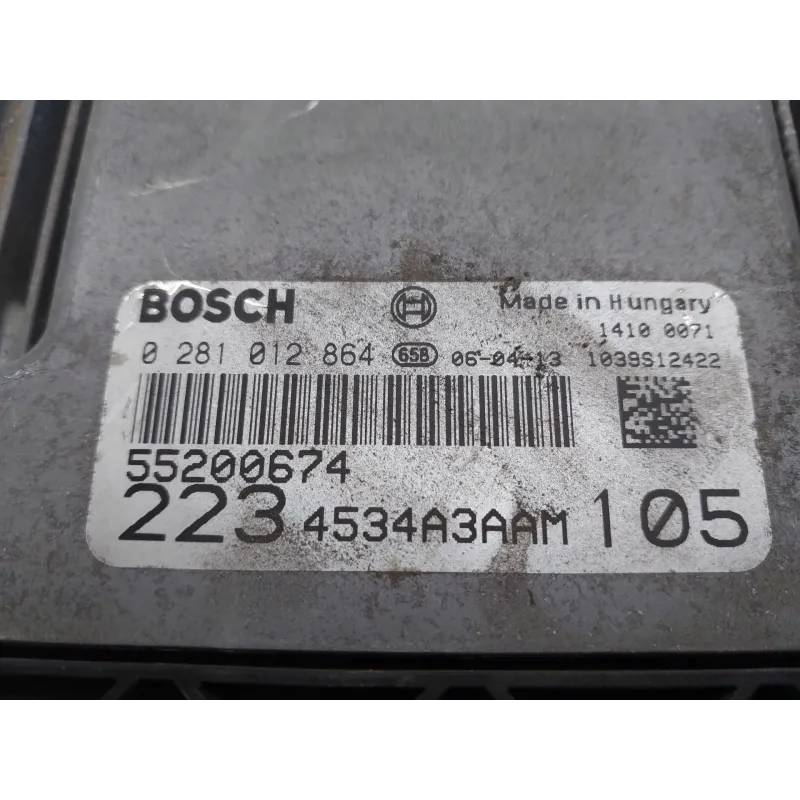 BOSCH Made in Hungary
1410 0071
0 281 012 864 658 06-04-13 1039S12422
55200674
223 4534A3AAM 105